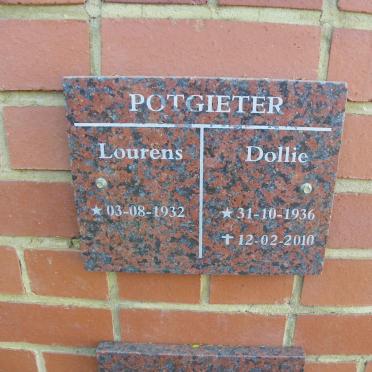 POTGIETER
Lourens
★ 03-08-1932
Dollie
★ 31-10-1936
✝ 12-02-2010